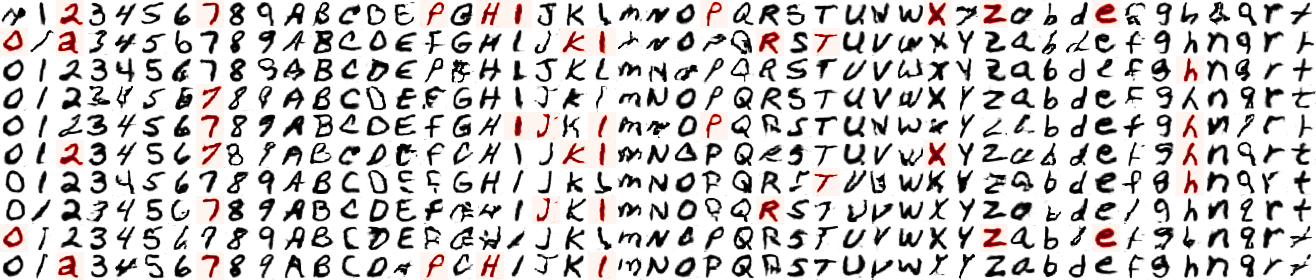 1 2 3 4 5 6 7 8 9 A B C D E P G H I J K L m N O P Q R S T U V W X Z a b d e f g h q r t
0 1 a 3 4 5 6 7 8 9 A B C D E F G H I J K I N O P Q R S T U V W X Y Z a b d e f g h n q r t
0 1 2 3 4 5 6 7 8 9 A B C D E P H L J K L m N Q R S T U V W X Y Z a b d e f g h n q r t
0 1 2 3 4 5 6 7 8 9 A B C D E F G H I J K I m N O P Q R S T U V W X Y Z a b d e F g h n q r t
0 1 2 3 4 5 6 7 8 9 A B C D E F G H I J K I m N O P Q R S T U V W X Y Z b d e f g h n q r t
0 1 2 3 4 5 6 7 8 9 A B C D E F G H I J K I m N O P Q R S T U V W X Y Z a b d e f g h n q r t
0 1 2 3 4 5 6 7 8 9 A B C D E F G H I J K L m N O P Q R S T U V W X Y Z a b d e f g h n q r t
0 1 2 3 4 5 6 7 8 9 A B C D E F I J K I m N O P Q R S T U V W X Y Z a b d e f g h n q r t
0 1 2 3 4 5 6 7 8 9 A B C D E F G H I J K L m N O P Q R S T U V W X Y Z a b d e f g h n q r t
0 1 a 3 4 5 6 7 8 9 A B C D P G H I J K I m N O P Q R S T U V W X Y Z a b d e f g h n q r t